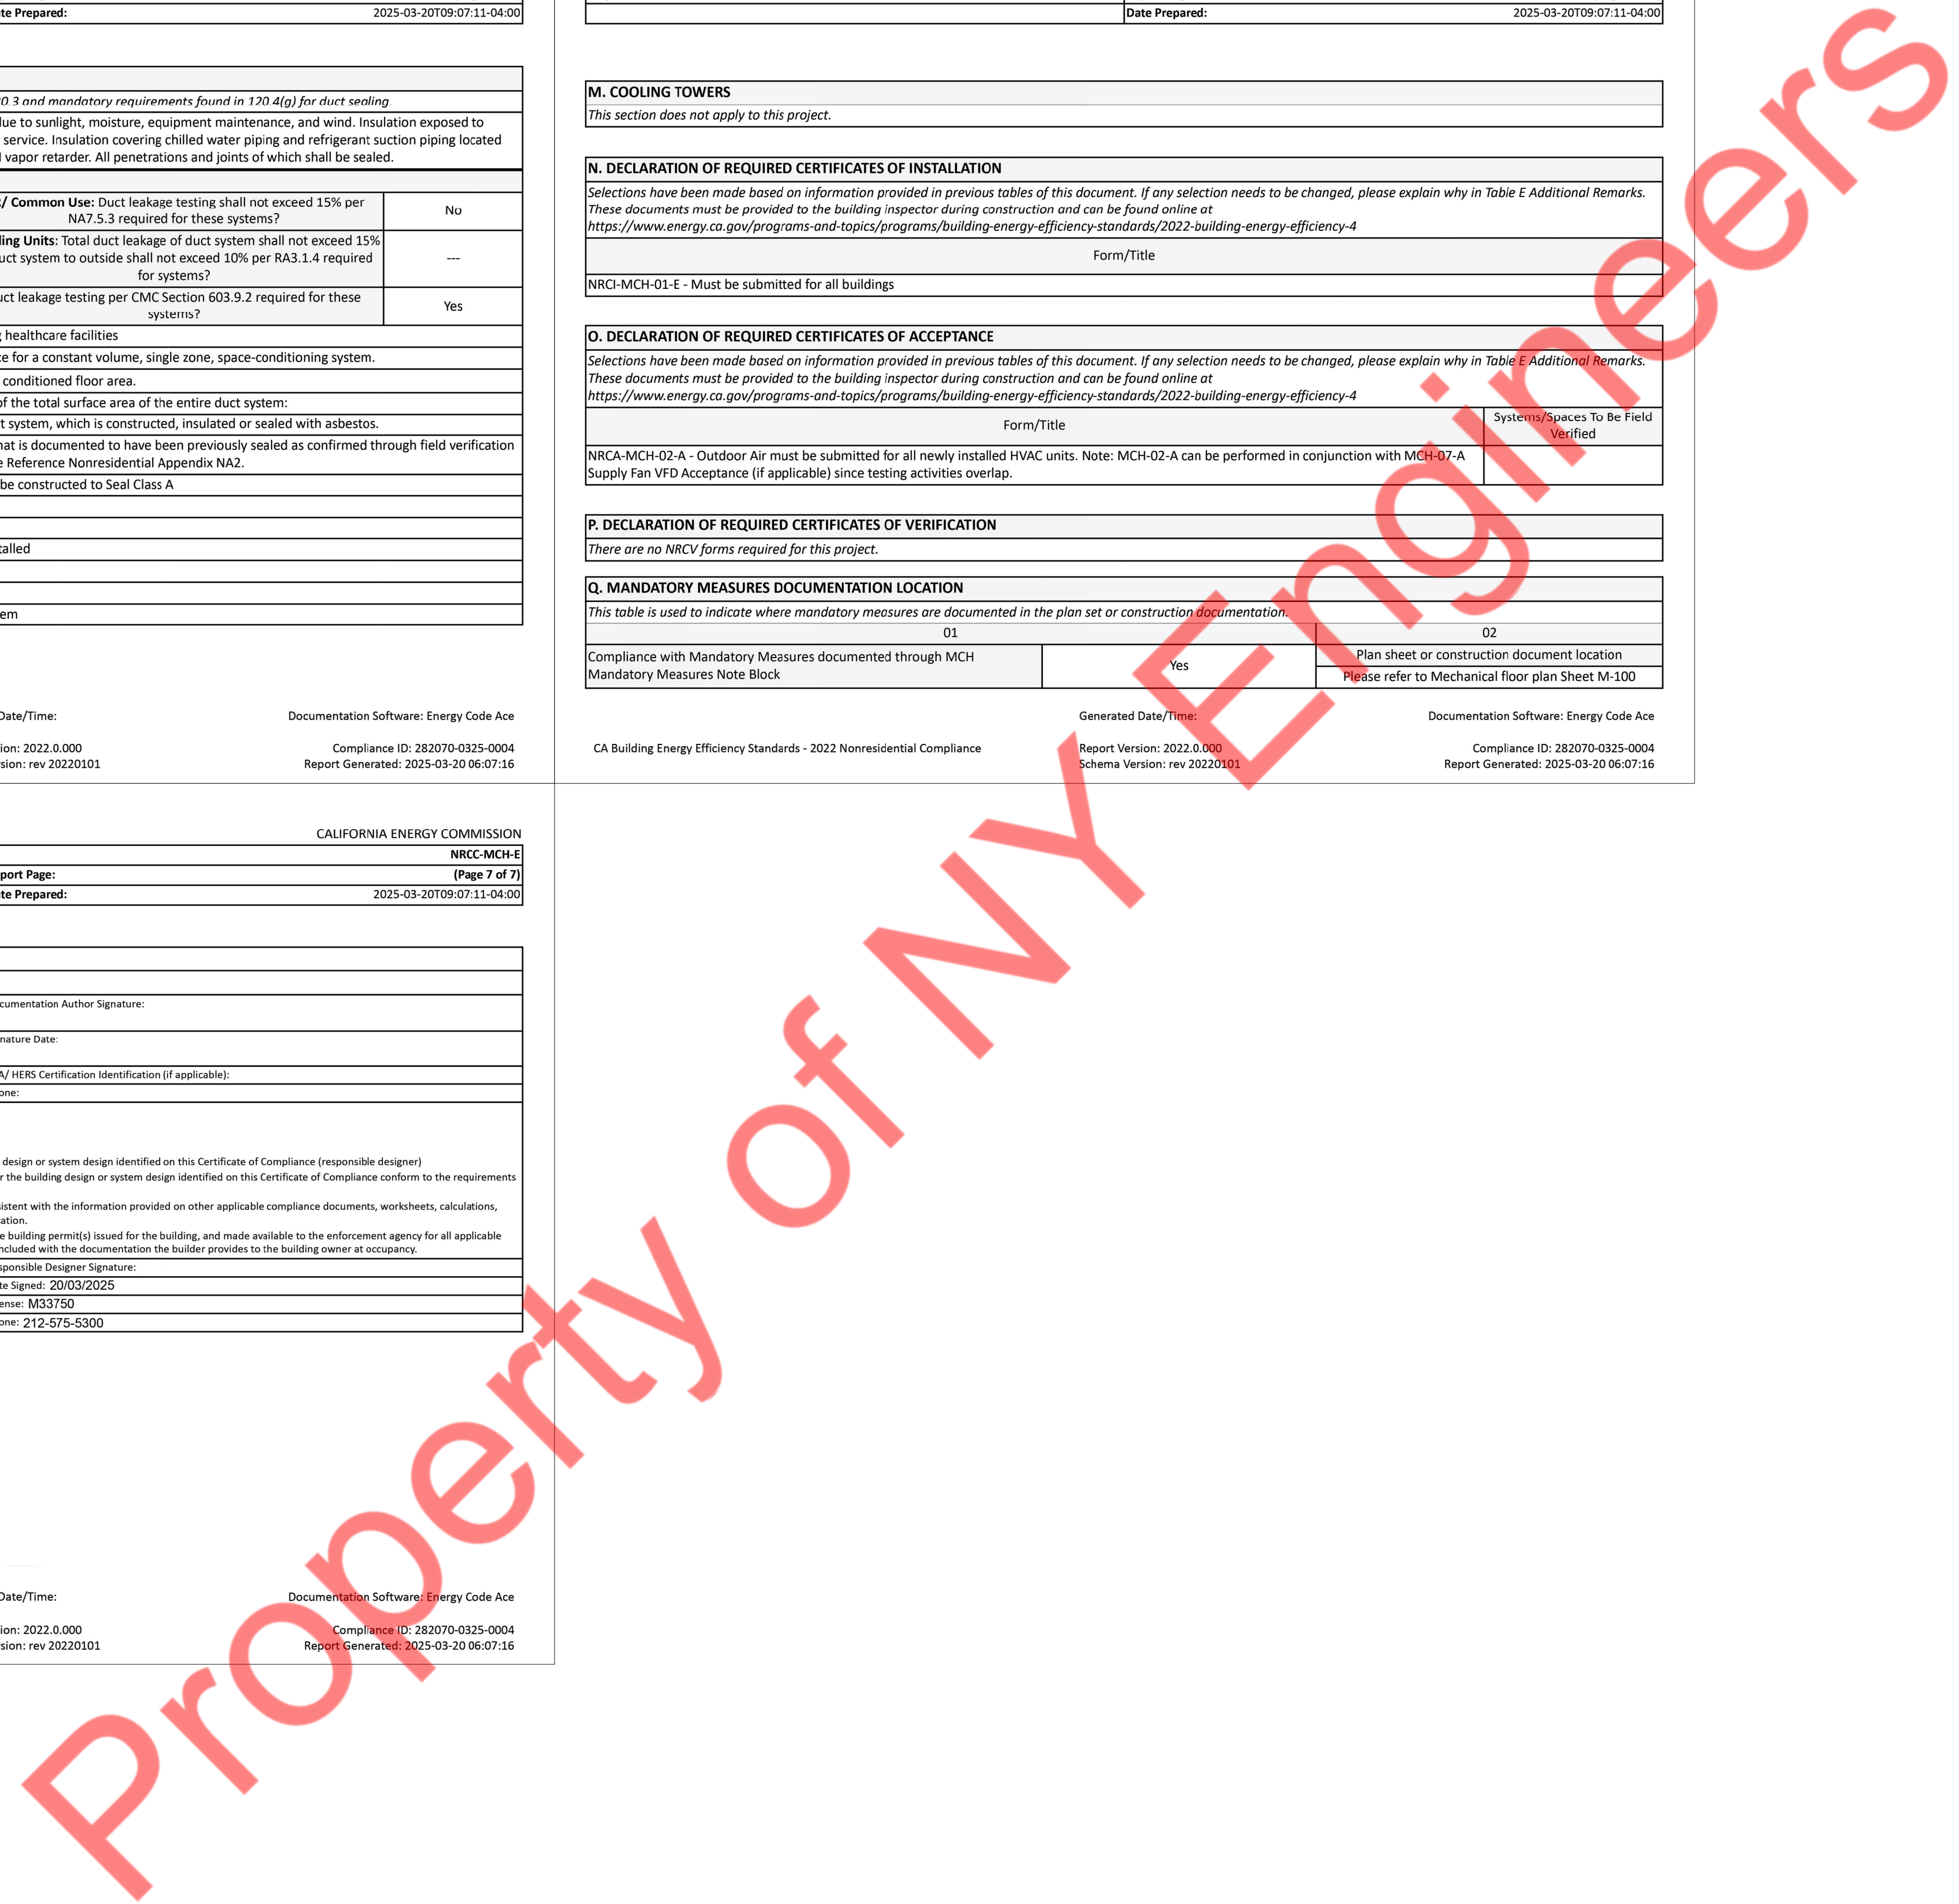 te Prepared: 2025-03-20T09:07:11-04:00
0.3 and mandatory requirements found in 120.4(g) for duct sealing.
lue to sunlight, moisture, equipment maintenance, and wind. Insulation exposed to
service. Insulation covering chilled water piping and refrigerant suction piping located
vapor retarder. All penetrations and joints of which shall be sealed.
/ Common Use: Duct leakage testing shall not exceed 15% per
NA7.5.3 required for these systems?
No
ling Units: Total duct leakage of duct system shall not exceed 15%
uct system to outside shall not exceed 10% per RA3.1.4 required
for systems?
---
uct leakage testing per CMC Section 603.9.2 required for these
systems?
Yes
healthcare facilities
ce for a constant volume, single zone, space-conditioning system.
conditioned floor area.
of the total surface area of the entire duct system:
t system, which is constructed, insulated or sealed with asbestos.
hat is documented to have been previously sealed as confirmed through field verification
e Reference Nonresidential Appendix NA2.
be constructed to Seal Class A
talled
em
Date/Time: Documentation Software: Energy Code Ace
ion: 2022.0.000 Compliance ID: 282070-0325-0004
sion: rev 20220101 Report Generated: 2025-03-20 06:07:16
Date Prepared: 2025-03-20T09:07:11-04:00
M. COOLING TOWERS
This section does not apply to this project.
N. DECLARATION OF REQUIRED CERTIFICATES OF INSTALLATION
Selections have been made based on information provided in previous tables of this document. If any selection needs to be changed, please explain why in Table E Additional Remarks.
These documents must be provided to the building inspector during construction and can be found online at
https://www.energy.ca.gov/programs-and-topics/programs/building-energy-efficiency-standards/2022-building-energy-efficiency-4
Form/Title
NRCI-MCH-01-E - Must be submitted for all buildings
O. DECLARATION OF REQUIRED CERTIFICATES OF ACCEPTANCE
Selections have been made based on information provided in previous tables of this document. If any selection needs to be changed, please explain why in Table E Additional Remarks.
These documents must be provided to the building inspector during construction and can be found online at
https://www.energy.ca.gov/programs-and-topics/programs/building-energy-efficiency-standards/2022-building-energy-efficiency-4
Form/Title
Systems/Spaces To Be Field
Verified
NRCA-MCH-02-A - Outdoor Air must be submitted for all newly installed HVAC units. Note: MCH-02-A can be performed in conjunction with MCH-07-A
Supply Fan VFD Acceptance (if applicable) since testing activities overlap.
P. DECLARATION OF REQUIRED CERTIFICATES OF VERIFICATION
There are no NRCV forms required for this project.
Q. MANDATORY MEASURES DOCUMENTATION LOCATION
This table is used to indicate where mandatory measures are documented in the plan set or construction documentation.
01 02
Compliance with Mandatory Measures documented through MCH
Mandatory Measures Note Block
Yes
Plan sheet or construction document location
Please refer to Mechanical floor plan Sheet M-100
Generated Date/Time: Documentation Software: Energy Code Ace
CA Building Energy Efficiency Standards - 2022 Nonresidential Compliance Report Version: 2022.0.000 Compliance ID: 282070-0325-0004
Schema Version: rev 20220101 Report Generated: 2025-03-20 06:07:16
CALIFORNIA ENERGY COMMISSION
NRCC-MCH-E
port Page: (Page 7 of 7)
te Prepared: 2025-03-20T09:07:11-04:00
cumentation Author Signature:
nature Date:
A/ HERS Certification Identification (if applicable):
one:
design or system design identified on this Certificate of Compliance (responsible designer)
r the building design or system design identified on this Certificate of Compliance conform to the requirements
sistent with the information provided on other applicable compliance documents, worksheets, calculations,
cation.
e building permit(s) issued for the building, and made available to the enforcement agency for all applicable
ncluded with the documentation the builder provides to the building owner at occupancy.
sponsible Designer Signature:
te Signed: 20/03/2025
ense: M33750
one: 212-575-5300
Date/Time: Documentation Software: Energy Code Ace
ion: 2022.0.000 Compliance ID: 282070-0325-0004
sion: rev 20220101 Report Generated: 2025-03-20 06:07:16
Property of NY Engineers